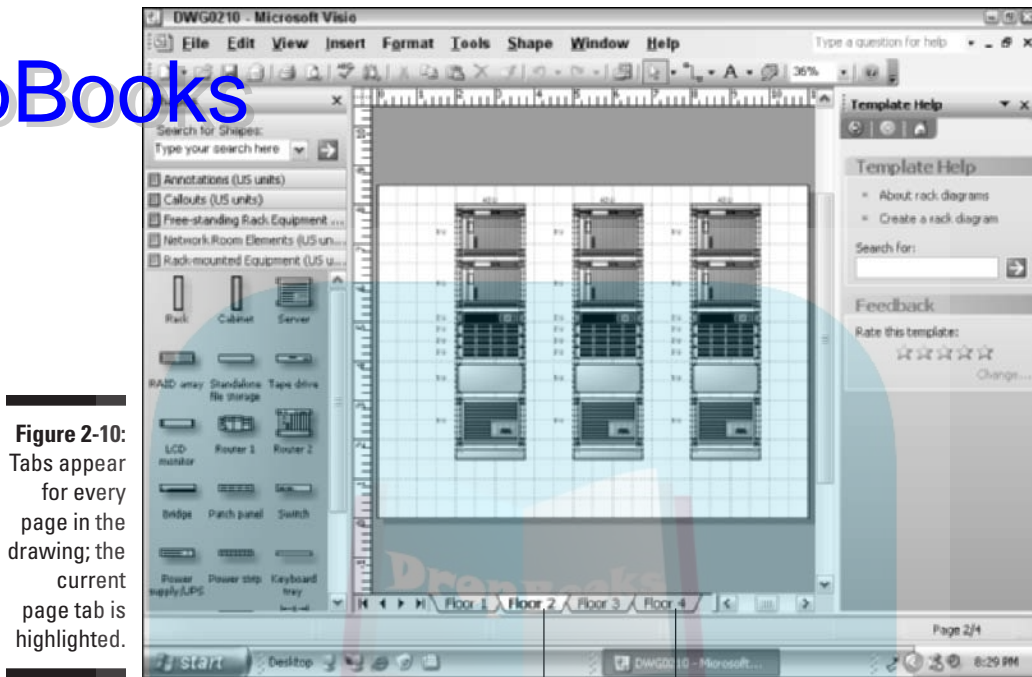 DWG0210 - Microsoft Visio
File Edit View Insert Format Tools Shape Window Help
Type a question for help
36%
oBooks
Search for Shapes:
Type your search here
Annotations (US units)
Callouts (US units)
Free-standing Rack Equipment ...
Network Room Elements (US un...
Rack-mounted Equipment (US u...
Rack Cabinet Server
RAID array Standalone file storage Tape drive
LCD monitor Router 1 Router 2
Bridge Patch panel Switch
Power supply/UPS Power strip Keyboard tray
Template Help
Template Help
About rack diagrams
Create a rack diagram
Search for:
Feedback
Rate this template:
Change...
DropBooks
Floor 1 Floor 2 Floor 3 Floor 4
Page 2/4
start Desktop DWG0210 - Microsoft... 8:29 PM
Figure 2-10:
Tabs appear
for every
page in the
drawing; the
current
page tab is
highlighted.